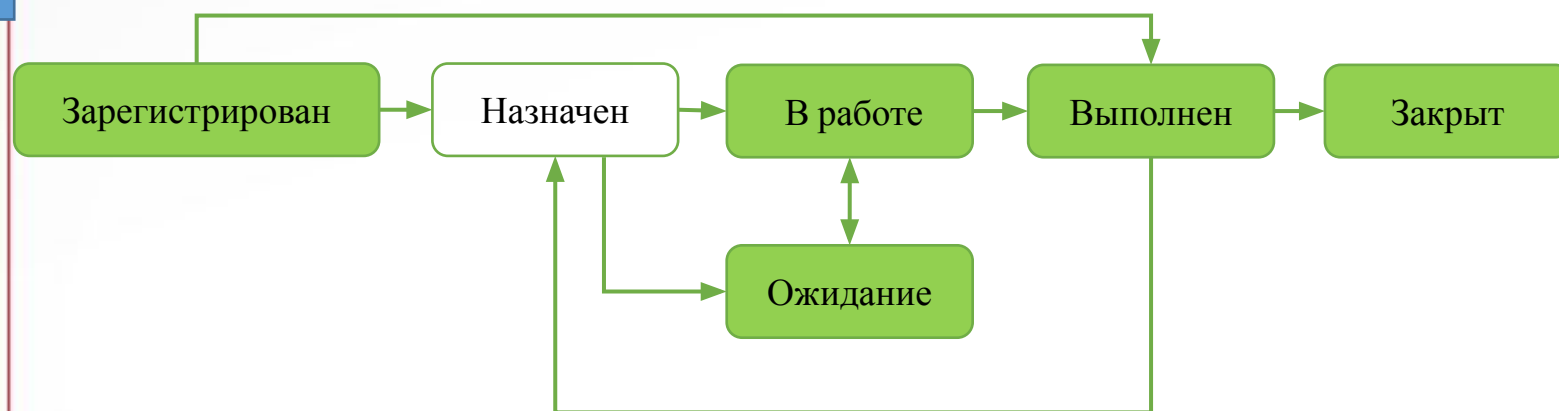 Зарегистрирован
Назначен
В работе
Выполнен
Закрыт
Ожидание